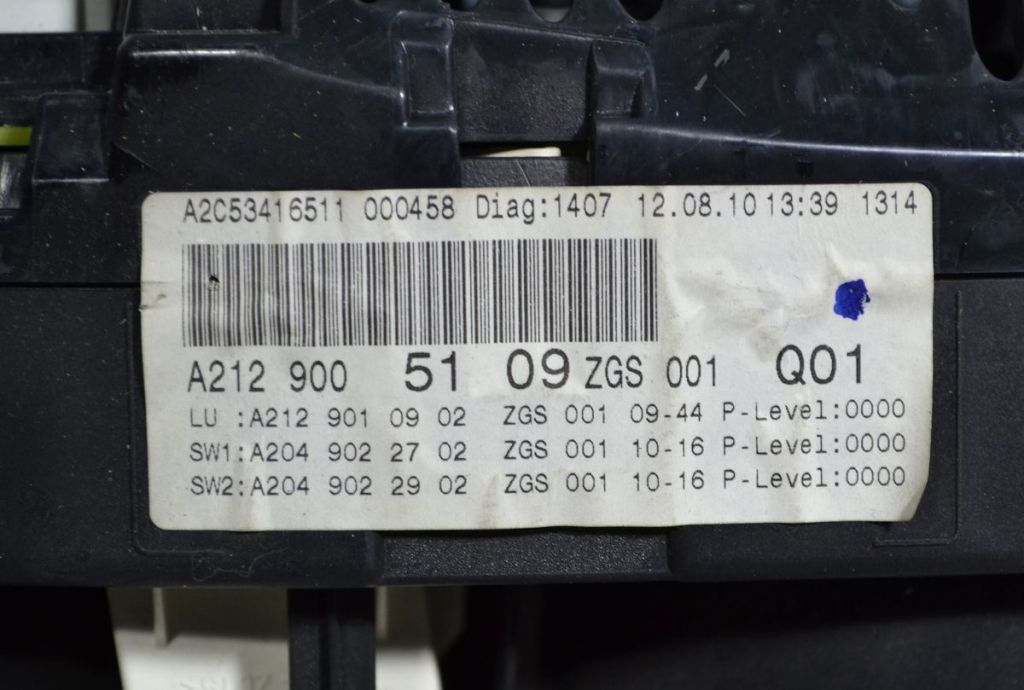 A2C53416511 000458 Diag:1407 12.08.10 13:39 1314
A212 900 51 09 ZGS 001 Q01
LU :A212 901 09 02 ZGS 001 09-44 P-Level:0000
SW1:A204 902 27 02 ZGS 001 10-16 P-Level:0000
SW2:A204 902 29 02 ZGS 001 10-16 P-Level:0000